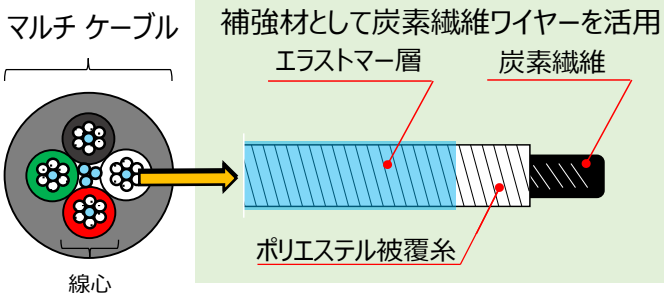 マルチ ケーブル
補強材として炭素繊維ワイヤーを活用
エラストマー層
炭素繊維
ポリエステル被覆糸
線心